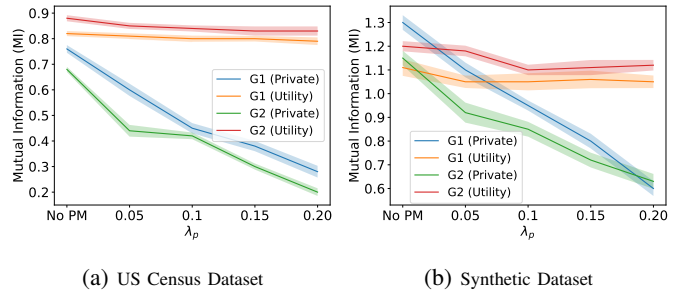 0.9
0.8
0.7
0.6
0.5
0.4
0.3
0.2
Mutual Information (MI)
G1 (Private)
G1 (Utility)
G2 (Private)
G2 (Utility)
No PM 0.05 0.1 0.15 0.20
λp
(a) US Census Dataset
1.3
1.2
1.1
1.0
0.9
0.8
0.7
0.6
Mutual Information (MI)
G1 (Private)
G1 (Utility)
G2 (Private)
G2 (Utility)
No PM 0.05 0.1 0.15 0.20
λp
(b) Synthetic Dataset